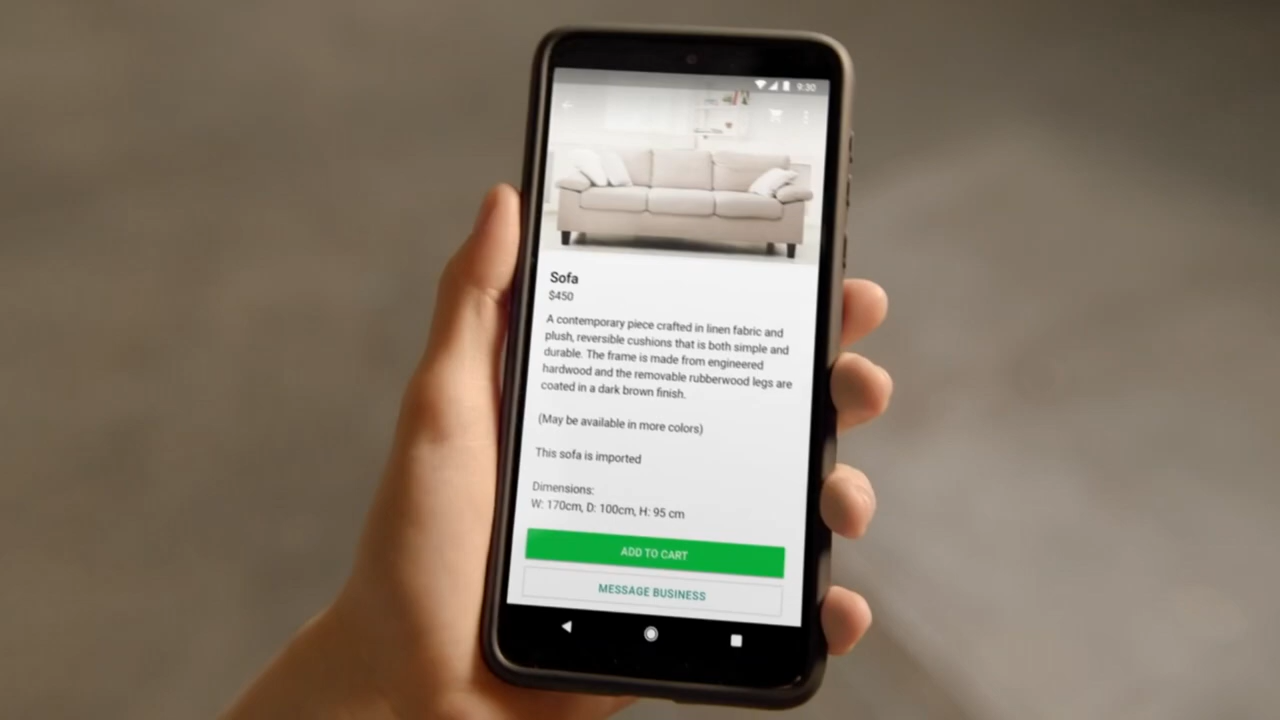 9:30
Sofa
$450
A contemporary piece crafted in linen fabric and
plush, reversible cushions that is both simple and
durable. The frame is made from engineered
hardwood and the removable rubberwood legs are
coated in a dark brown finish.
(May be available in more colors)
This sofa is imported
Dimensions:
W: 170cm, D: 100cm, H: 95 cm
ADD TO CART
MESSAGE BUSINESS